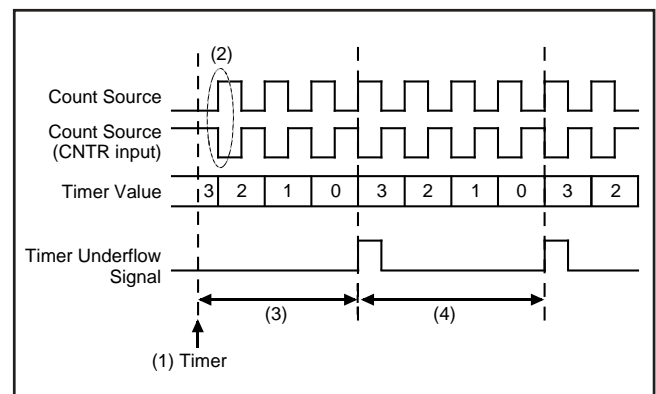 (2)
Count Source
Count Source
(CNTR input)
Timer Value 3 2 1 0 3 2 1 0 3 2
Timer Underflow
Signal
(3) (4)
(1) Timer